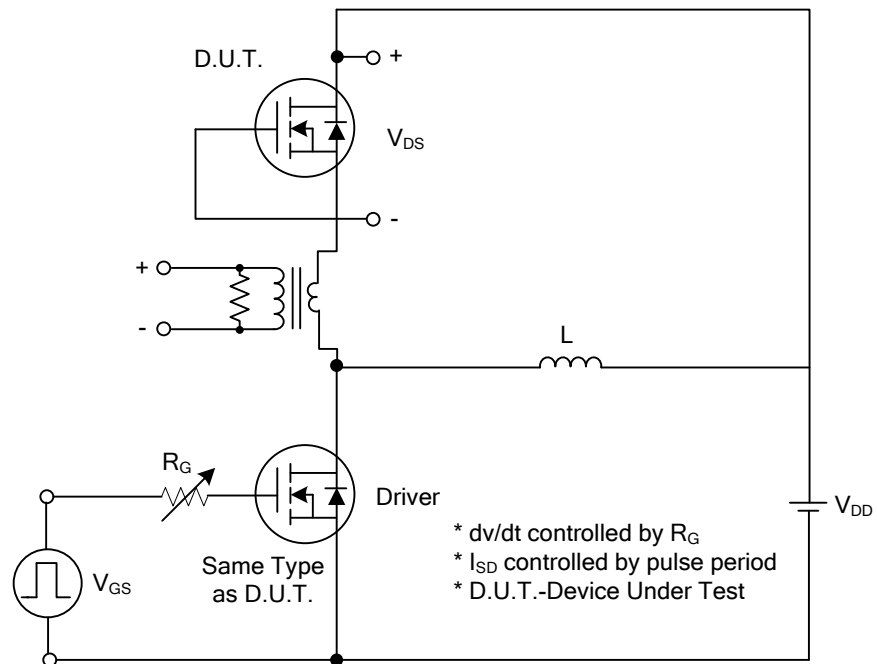 D.U.T.
+
V_DS
-
+
-
L
R_G
Driver
V_DD
V_GS
Same Type
as D.U.T.
* dv/dt controlled by R_G
* I_SD controlled by pulse period
* D.U.T.-Device Under Test